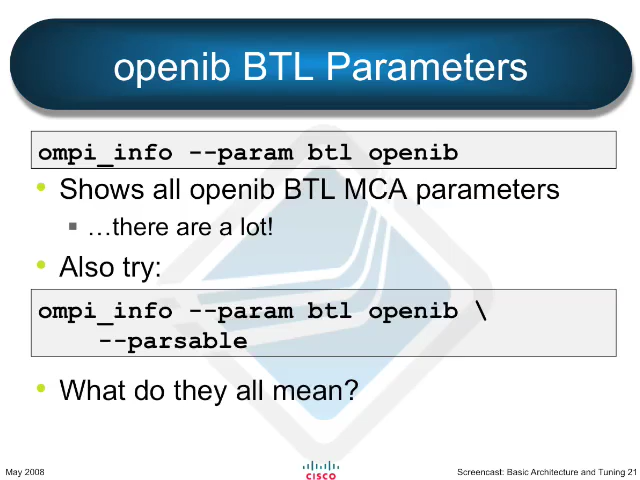 openib BTL Parameters
ompi_info --param btl openib
• Shows all openib BTL MCA parameters
▪ …there are a lot!
• Also try:
ompi_info --param btl openib \
--parsable
• What do they all mean?
May 2008
CISCO
Screencast: Basic Architecture and Tuning 21